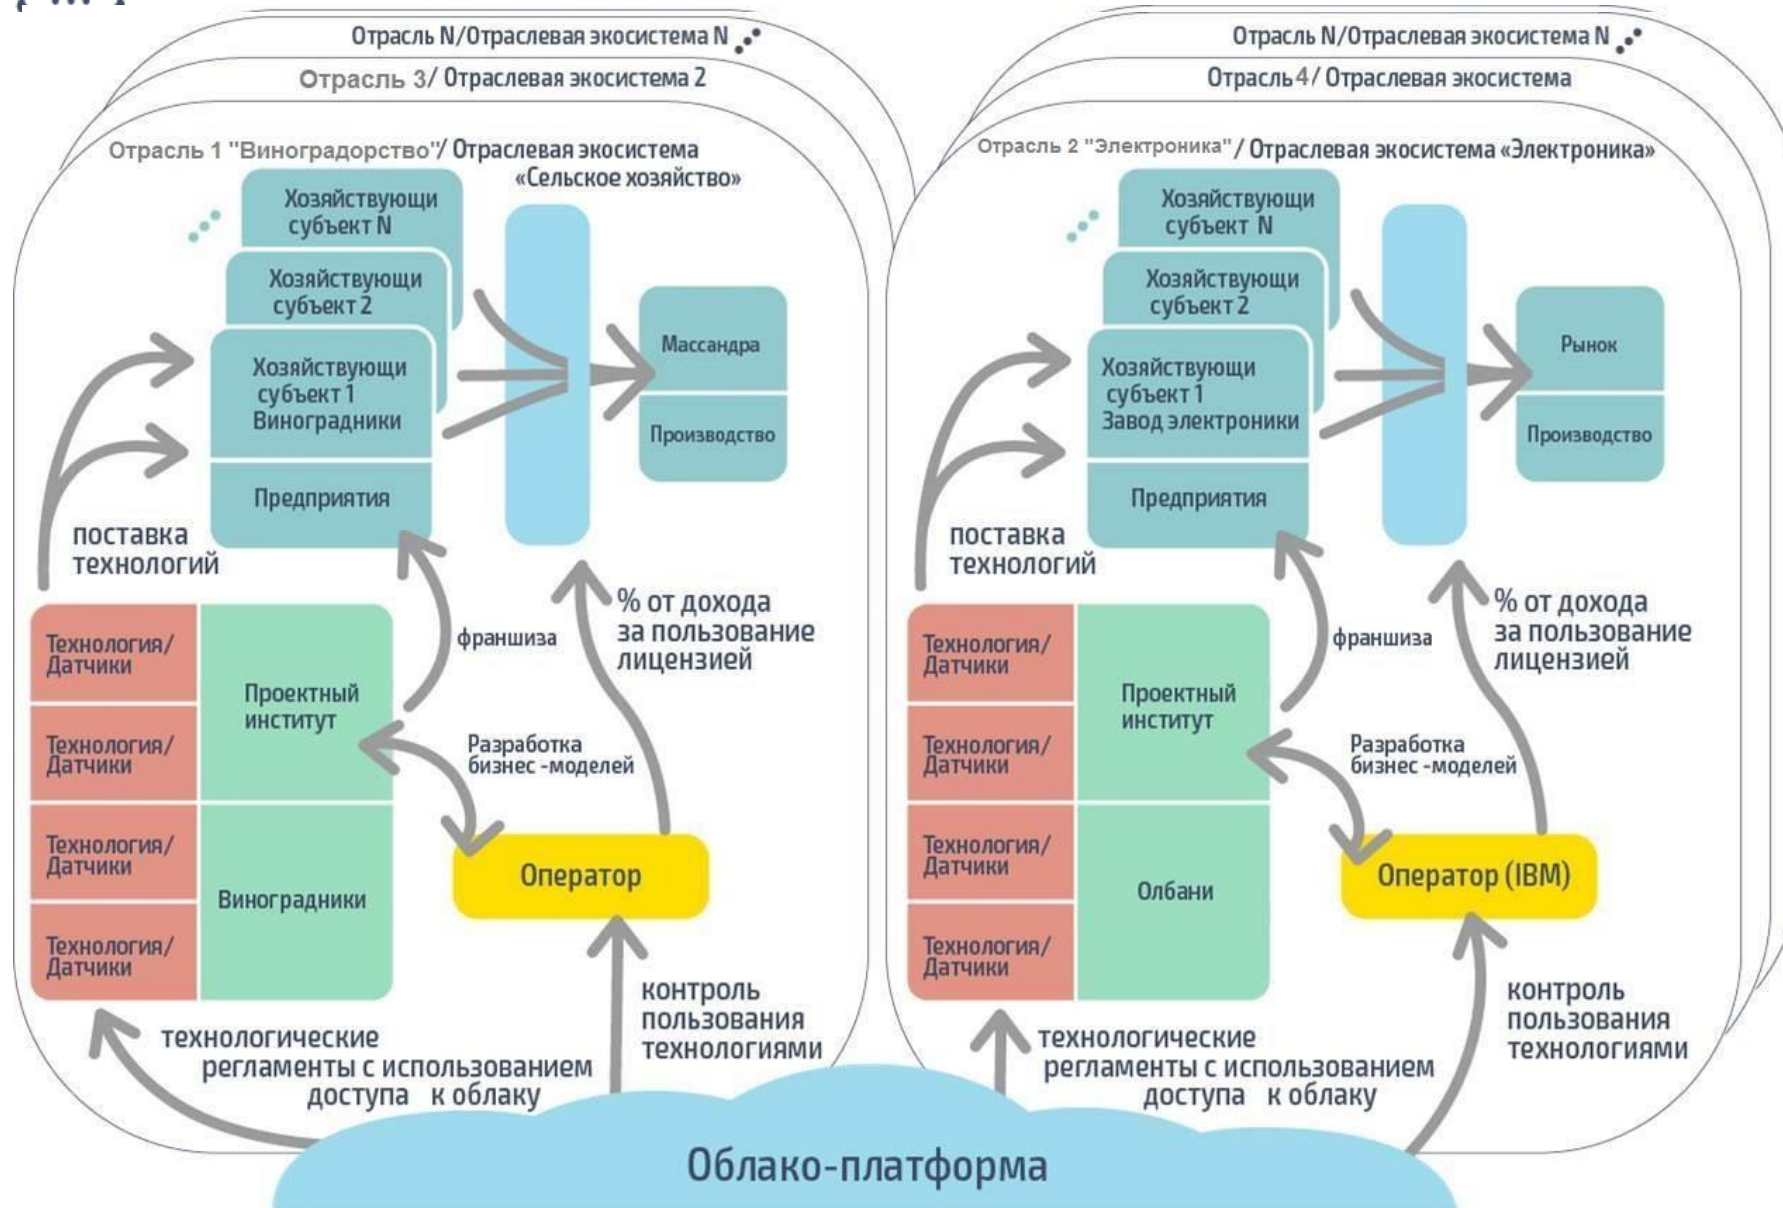 Отрасль N/Отраслевая экосистема N
Отрасль 3/ Отраслевая экосистема 2
Отрасль 1 "Виноградорство"/ Отраслевая экосистема
«Сельское хозяйство»
Хозяйствующи
субъект N
Хозяйствующи
субъект 2
Хозяйствующи
субъект 1
Виноградники
Предприятия
Массандра
Производство
поставка
технологий
франшиза
% от дохода
за пользование
лицензией
Технология/
Датчики
Технология/
Датчики
Технология/
Датчики
Технология/
Датчики
Проектный
институт
Виноградники
Разработка
бизнес -моделей
Оператор
контроль
пользования
технологиями
технологические
регламенты с использованием
доступа к облаку
Отрасль N/Отраслевая экосистема N
Отрасль 4/ Отраслевая экосистема
Отрасль 2 "Электроника"/ Отраслевая экосистема «Электроника»
Хозяйствующи
субъект N
Хозяйствующи
субъект 2
Хозяйствующи
субъект 1
Завод электроники
Предприятия
Рынок
Производство
поставка
технологий
франшиза
% от дохода
за пользование
лицензией
Технология/
Датчики
Технология/
Датчики
Технология/
Датчики
Технология/
Датчики
Проектный
институт
Олбани
Разработка
бизнес -моделей
Оператор (IBM)
контроль
пользования
технологиями
технологические
регламенты с использованием
доступа к облаку
Облако-платформа